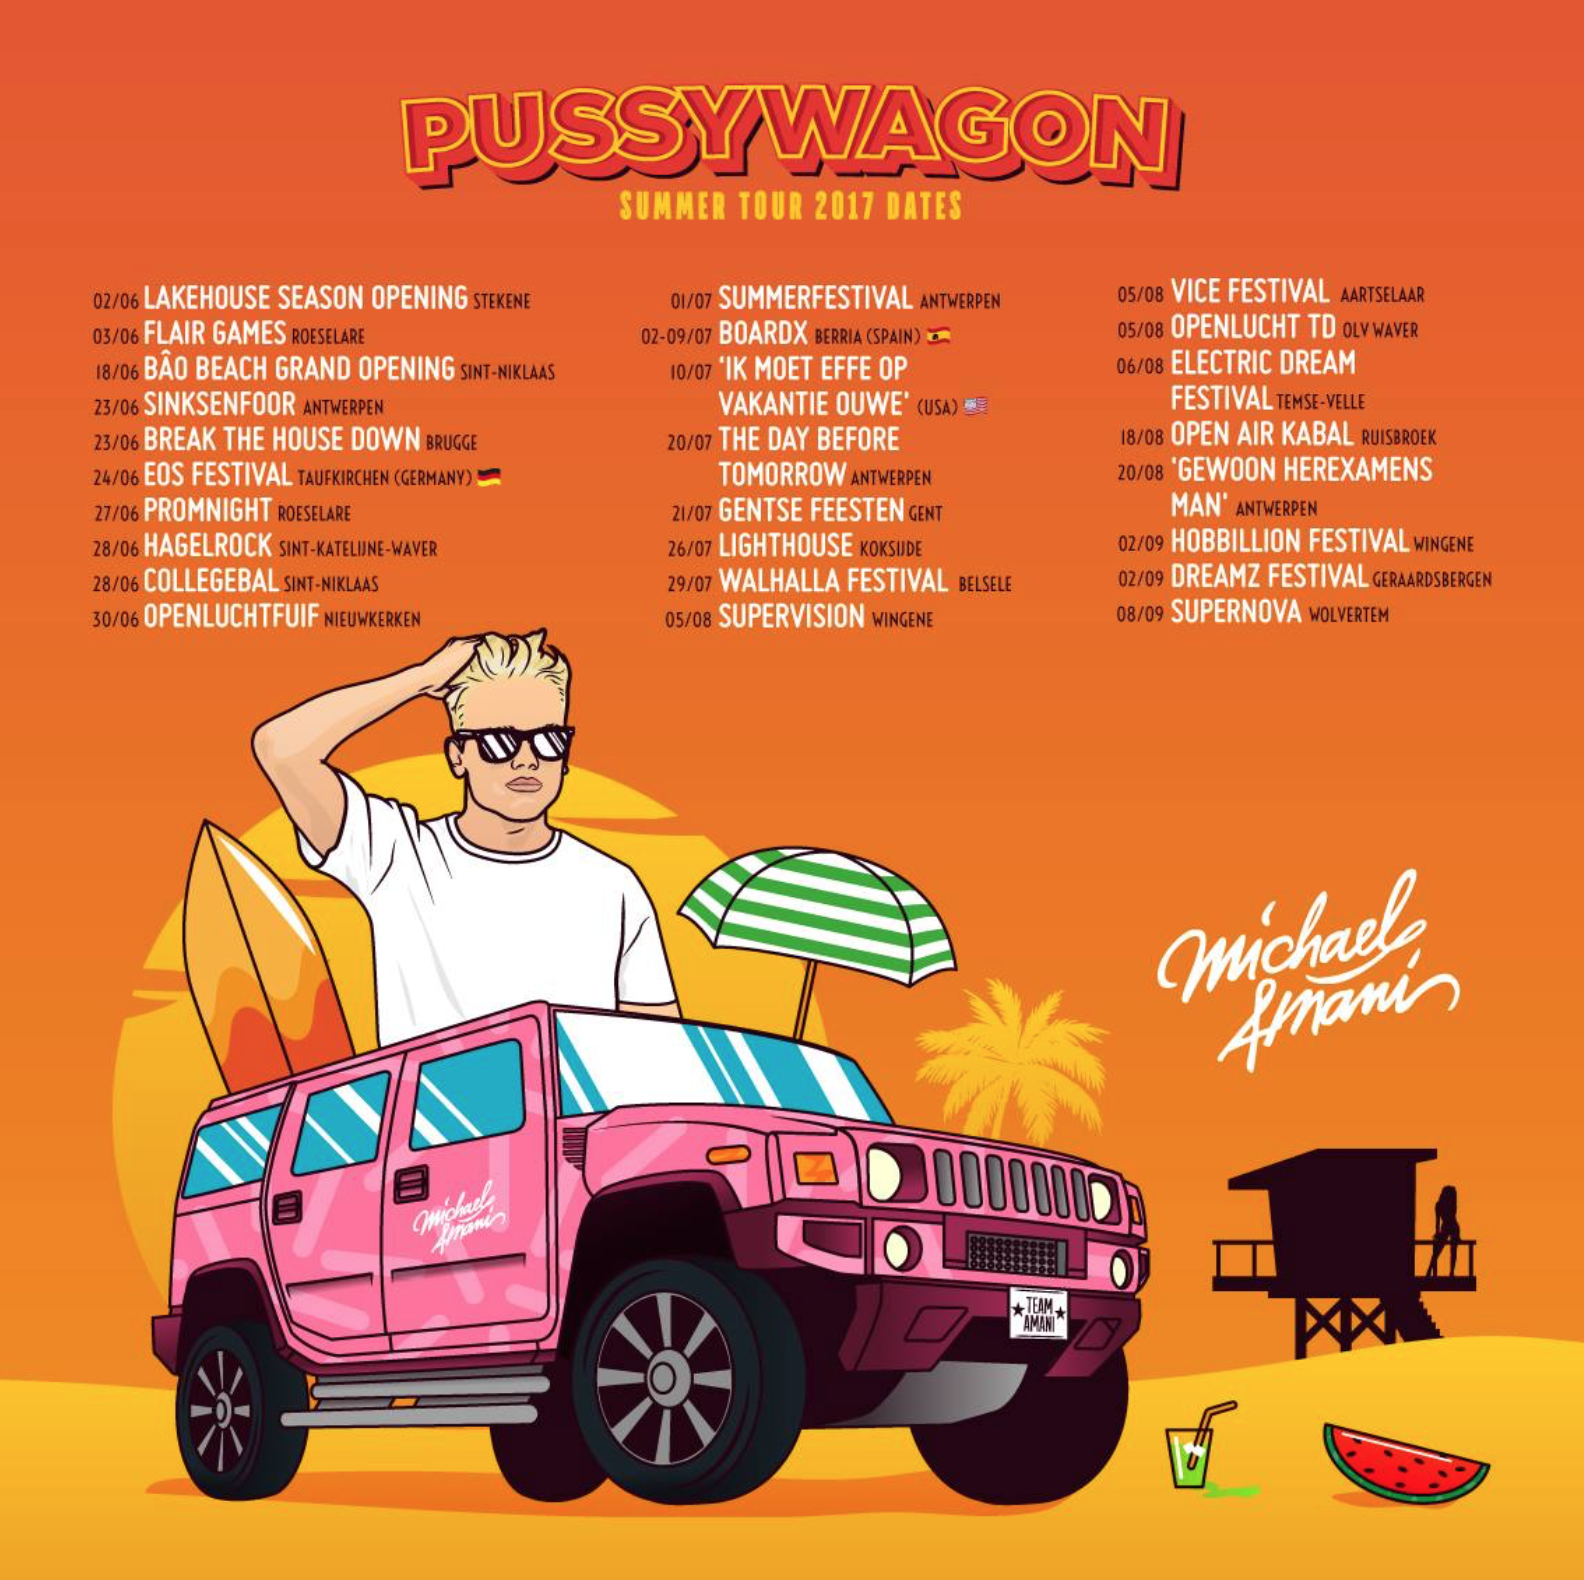 PUSSYWAGON
SUMMER TOUR 2017 DATES
02/06 LAKEHOUSE SEASON OPENING STEKENE
03/06 FLAIR GAMES ROESELARE
18/06 BÂO BEACH GRAND OPENING SINT-NIKLAAS
23/06 SINKSENFOOR ANTWERPEN
23/06 BREAK THE HOUSE DOWN BRUGGE
24/06 EOS FESTIVAL TAUFKIRCHEN (GERMANY)
27/06 PROMNIGHT ROESELARE
28/06 HAGELROCK SINT-KATELIJNE-WAVER
28/06 COLLEGEBAL SINT-NIKLAAS
30/06 OPENLUCHTFUIF NIEUWKERKEN
01/07 SUMMERFESTIVAL ANTWERPEN
02-09/07 BOARDX BERRIA (SPAIN)
10/07 'IK MOET EFFE OP
VAKANTIE OUWE' (USA)
20/07 THE DAY BEFORE
TOMORROW ANTWERPEN
21/07 GENTSE FEESTEN GENT
26/07 LIGHTHOUSE KOKSIJDE
29/07 WALHALLA FESTIVAL BELSELE
05/08 SUPERVISION WINGENE
05/08 VICE FESTIVAL AARTSELAAR
05/08 OPENLUCHT TD OLV WAVER
06/08 ELECTRIC DREAM
FESTIVAL TEMSE-VELLE
18/08 OPEN AIR KABAL RUISBROEK
20/08 'GEWOON HEREXAMENS
MAN' ANTWERPEN
02/09 HOBBILLION FESTIVAL WINGENE
02/09 DREAMZ FESTIVAL GERAARDSBERGEN
08/09 SUPERNOVA WOLVERTEM
Michael
Amani
Michael
Amani
TEAM
AMANI